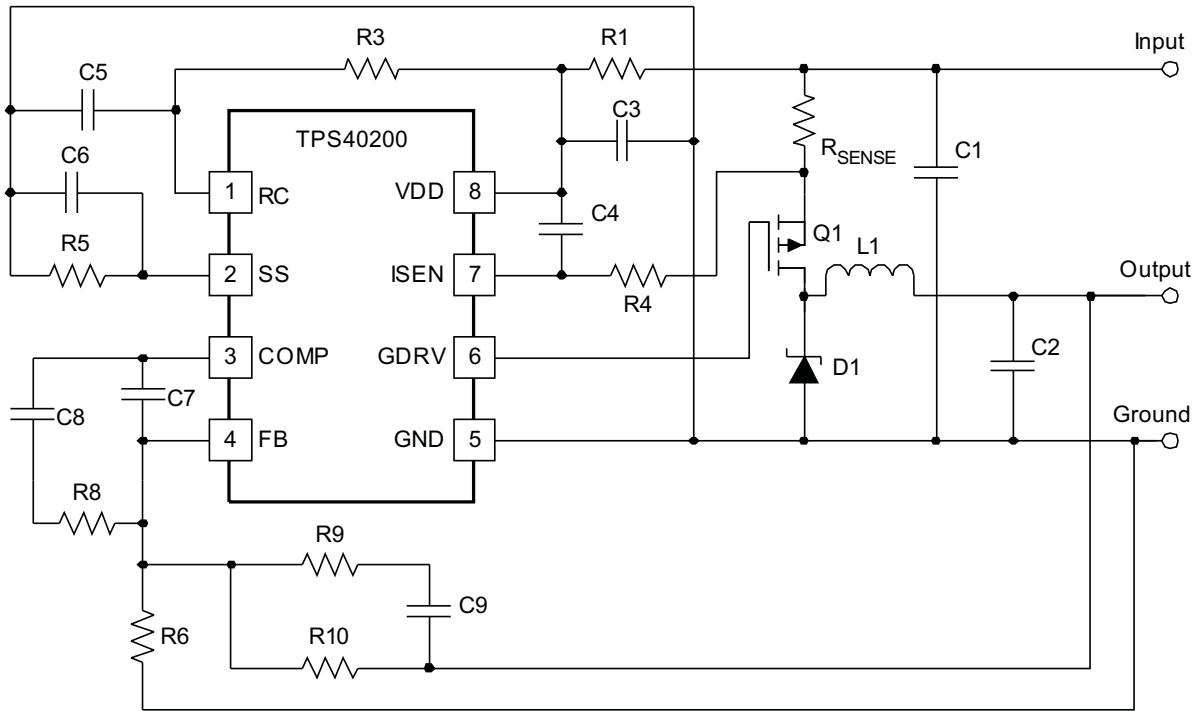 R3
R1
Input
C5
C3
TPS40200
RSENSE
C1
C6
1
RC
VDD
8
C4
Q1
L1
R5
2
SS
ISEN
7
R4
Output
C2
3
COMP
GDRV
6
D1
C7
C8
4
FB
GND
5
Ground
R8
R9
C9
R6
R10